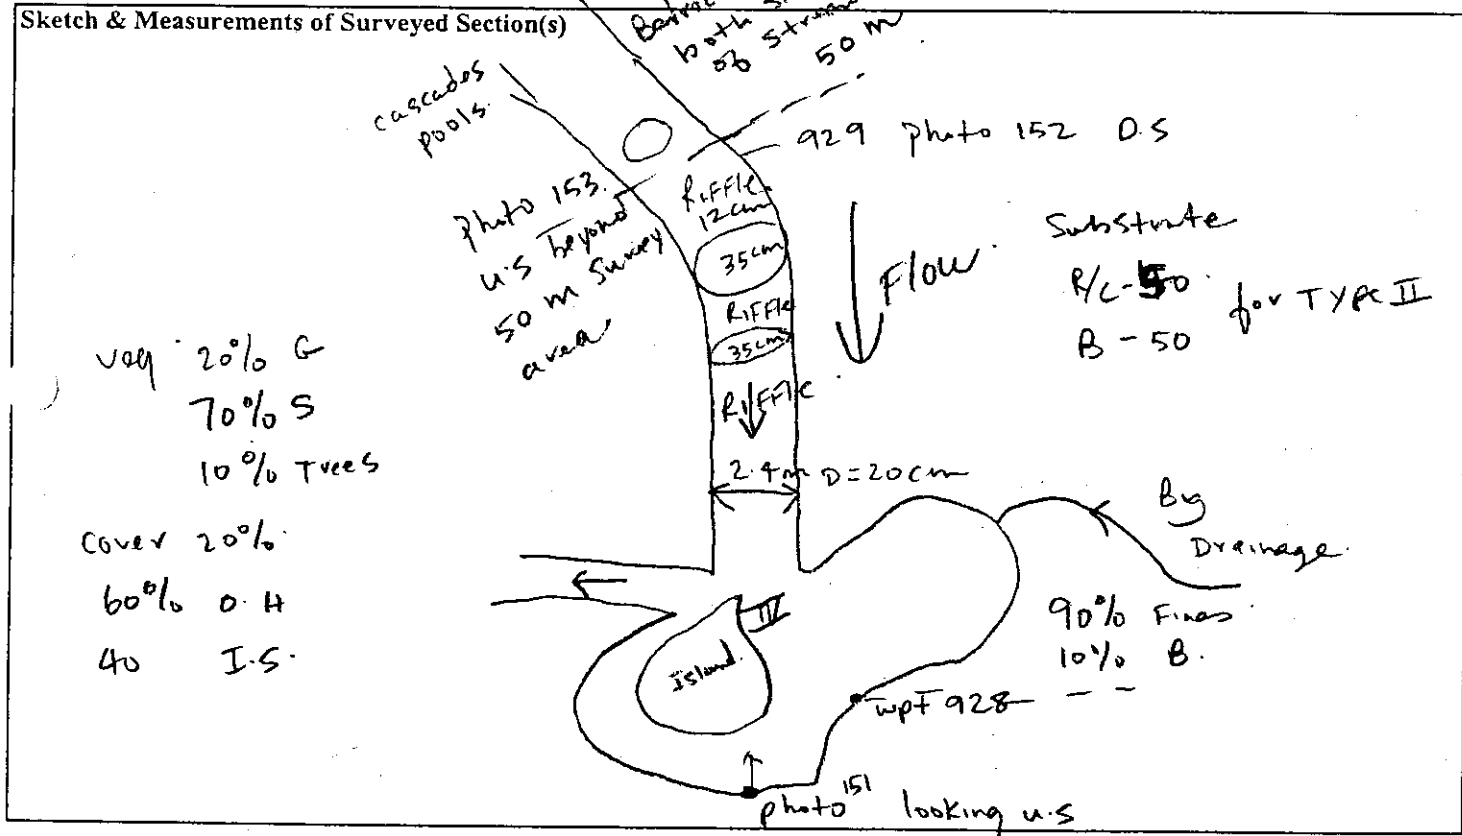 Sketch & Measurements of Surveyed Section(s)
both
of stream
50 m
cascades
pools.
929 photo 152 D.S
photo 153.
u.s beyond
50 m survey
area
RIFFle
12cm
35cm
RIFFle
35cm
RIFFle
Flow
Substrate
R/C-50
B-50
for TYPE II
veg 20% G
70% S
10% Trees
2.4m D=20cm
cover 20%
60% O.H
40 I.S.
Big
Drainage.
90% Fines
10% B.
Island.
wpt 928
photo 151 looking u.s